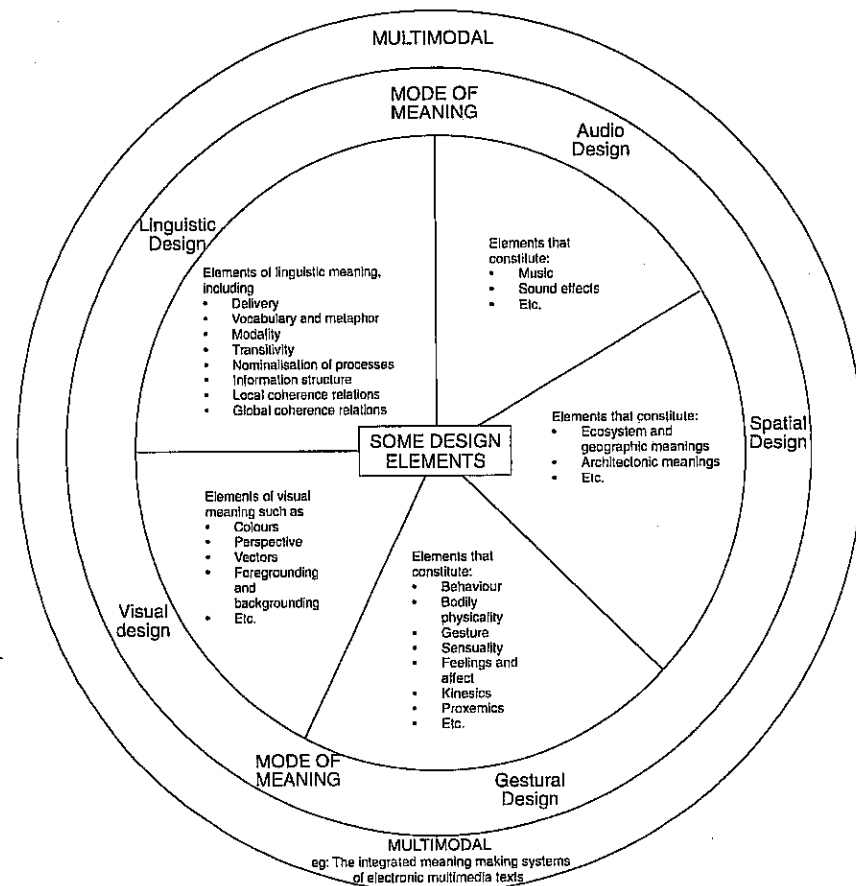 MULTIMODAL
MODE OF
MEANING
Audio
Design
Linguistic
Design
Elements of linguistic meaning,
including
• Delivery
• Vocabulary and metaphor
• Modality
• Transitivity
• Nominalisation of processes
• Information structure
• Local coherence relations
• Global coherence relations
Elements that
constitute:
• Music
• Sound effects
• Etc.
Elements that constitute:
• Ecosystem and
geographic meanings
• Architectonic meanings
• Etc.
Spatial
Design
SOME DESIGN
ELEMENTS
Elements of visual
meaning such as
• Colours
• Perspective
• Vectors
• Foregrounding
and
backgrounding
• Etc.
Visual
design
Elements that
constitute:
• Behaviour
• Bodily
physicality
• Gesture
• Sensuality
• Feelings and
affect
• Kinesics
• Proxemics
• Etc.
MODE OF
MEANING
Gestural
Design
MULTIMODAL
eg: The integrated meaning making systems
of electronic multimedia texts